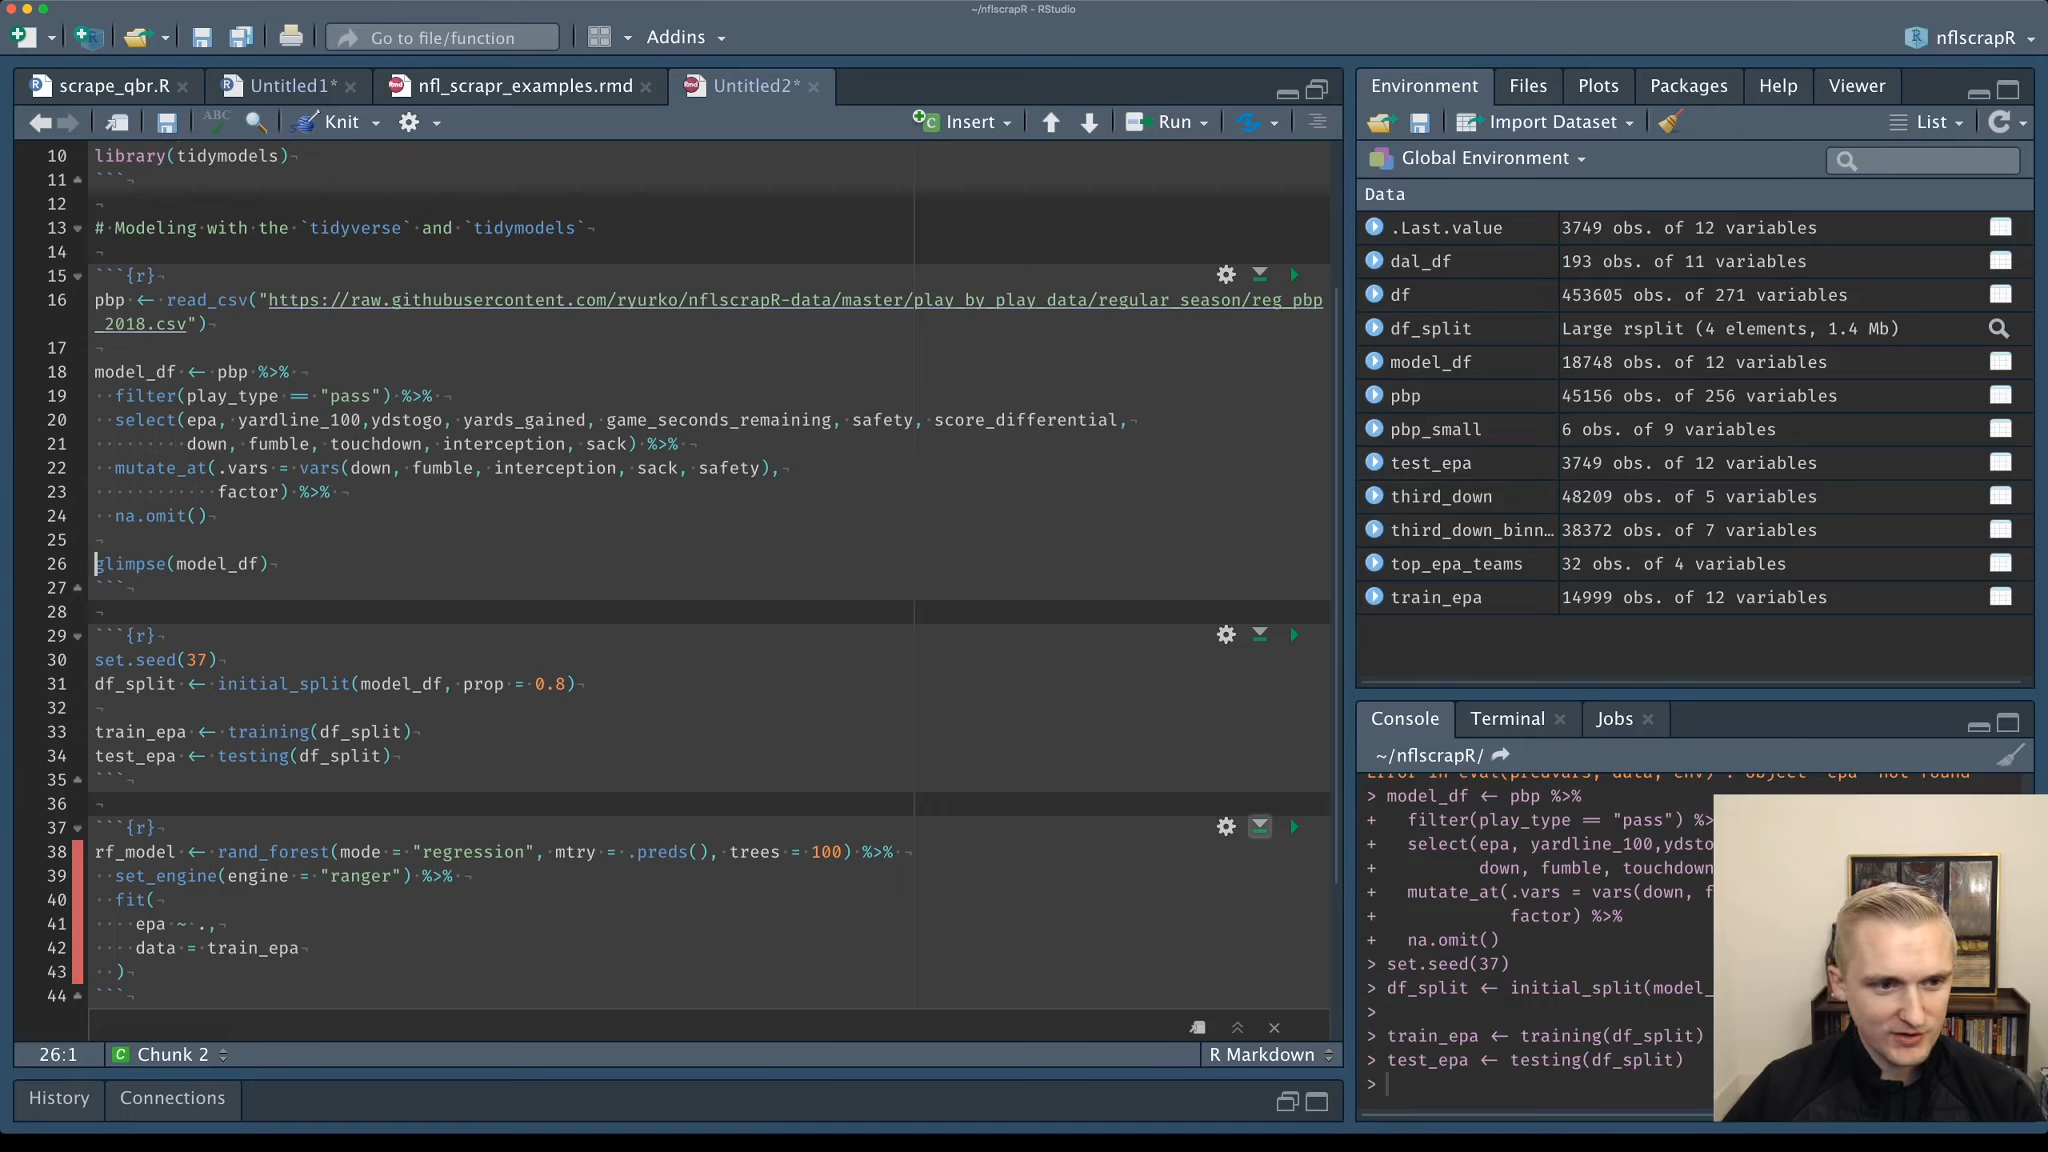 ~/nflscrapR - RStudio
Go to file/function
Addins
nflscrapR
scrape_qbr.R
Untitled1*
nfl_scrapr_examples.rmd
Untitled2*
ABC
Knit
Insert
Run
10 library(tidymodels)
11 ```
12
13 # Modeling with the `tidyverse` and `tidymodels`
14
15 ```{r}
16 pbp <- read_csv("https://raw.githubusercontent.com/ryurko/nflscrapR-data/master/play_by_play_data/regular_season/reg_pbp
_2018.csv")
17
18 model_df <- pbp %>%
19 filter(play_type == "pass") %>%
20 select(epa, yardline_100,ydstogo, yards_gained, game_seconds_remaining, safety, score_differential,
21 down, fumble, touchdown, interception, sack) %>%
22 mutate_at(.vars = vars(down, fumble, interception, sack, safety),
23 factor) %>%
24 na.omit()
25
26 glimpse(model_df)
27 ```
28
29 ```{r}
30 set.seed(37)
31 df_split <- initial_split(model_df, prop = 0.8)
32
33 train_epa <- training(df_split)
34 test_epa <- testing(df_split)
35 ```
36
37 ```{r}
38 rf_model <- rand_forest(mode = "regression", mtry = .preds(), trees = 100) %>%
39 set_engine(engine = "ranger") %>%
40 fit(
41 epa ~ .,
42 data = train_epa
43 )
44 ```
26:1
C Chunk 2
R Markdown
History
Connections
Environment
Files
Plots
Packages
Help
Viewer
Import Dataset
List
Global Environment
Data
.Last.value 3749 obs. of 12 variables
dal_df 193 obs. of 11 variables
df 453605 obs. of 271 variables
df_split Large rsplit (4 elements, 1.4 Mb)
model_df 18748 obs. of 12 variables
pbp 45156 obs. of 256 variables
pbp_small 6 obs. of 9 variables
test_epa 3749 obs. of 12 variables
third_down 48209 obs. of 5 variables
third_down_binn… 38372 obs. of 7 variables
top_epa_teams 32 obs. of 4 variables
train_epa 14999 obs. of 12 variables
Console
Terminal
Jobs
~/nflscrapR/
Error in eval(predvars, data, env) : object 'epa' not found
> model_df <- pbp %>%
+ filter(play_type == "pass") %>
+ select(epa, yardline_100,ydsto
+ down, fumble, touchdown
+ mutate_at(.vars = vars(down, f
+ factor) %>%
+ na.omit()
> set.seed(37)
> df_split <- initial_split(model_
>
> train_epa <- training(df_split)
> test_epa <- testing(df_split)
>